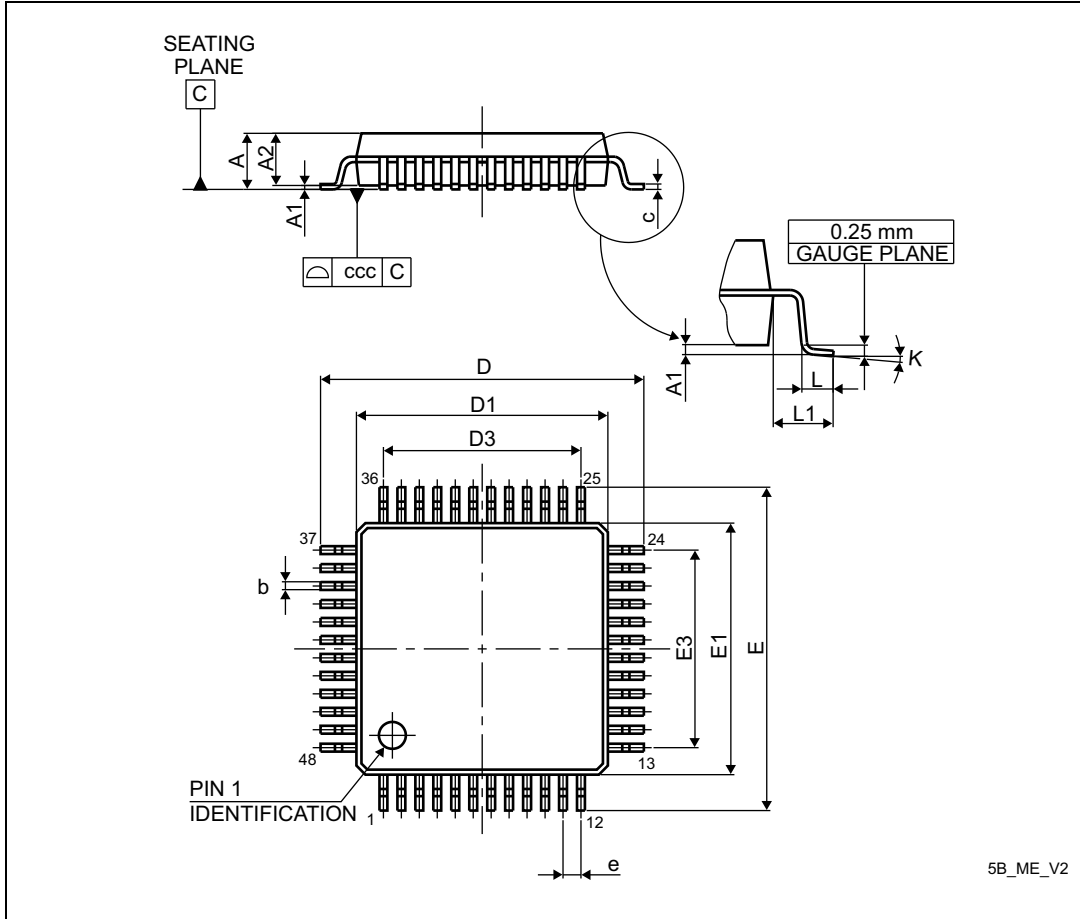 SEATING
PLANE
C
A
A2
A1
c
ccc C
0.25 mm
GAUGE PLANE
A1
K
L
L1
D
D1
D3
36
25
37
24
b
E3
E1
E
48
13
PIN 1
IDENTIFICATION
1
12
e
5B_ME_V2